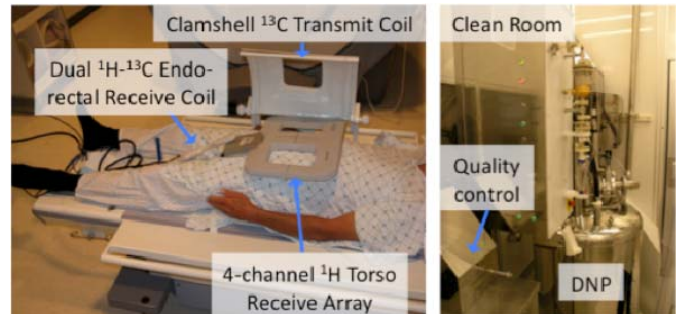 Clamshell ¹³C Transmit Coil
Dual ¹H-¹³C Endo-
rectal Receive Coil
4-channel ¹H Torso
Receive Array
Clean Room
Quality
control
DNP